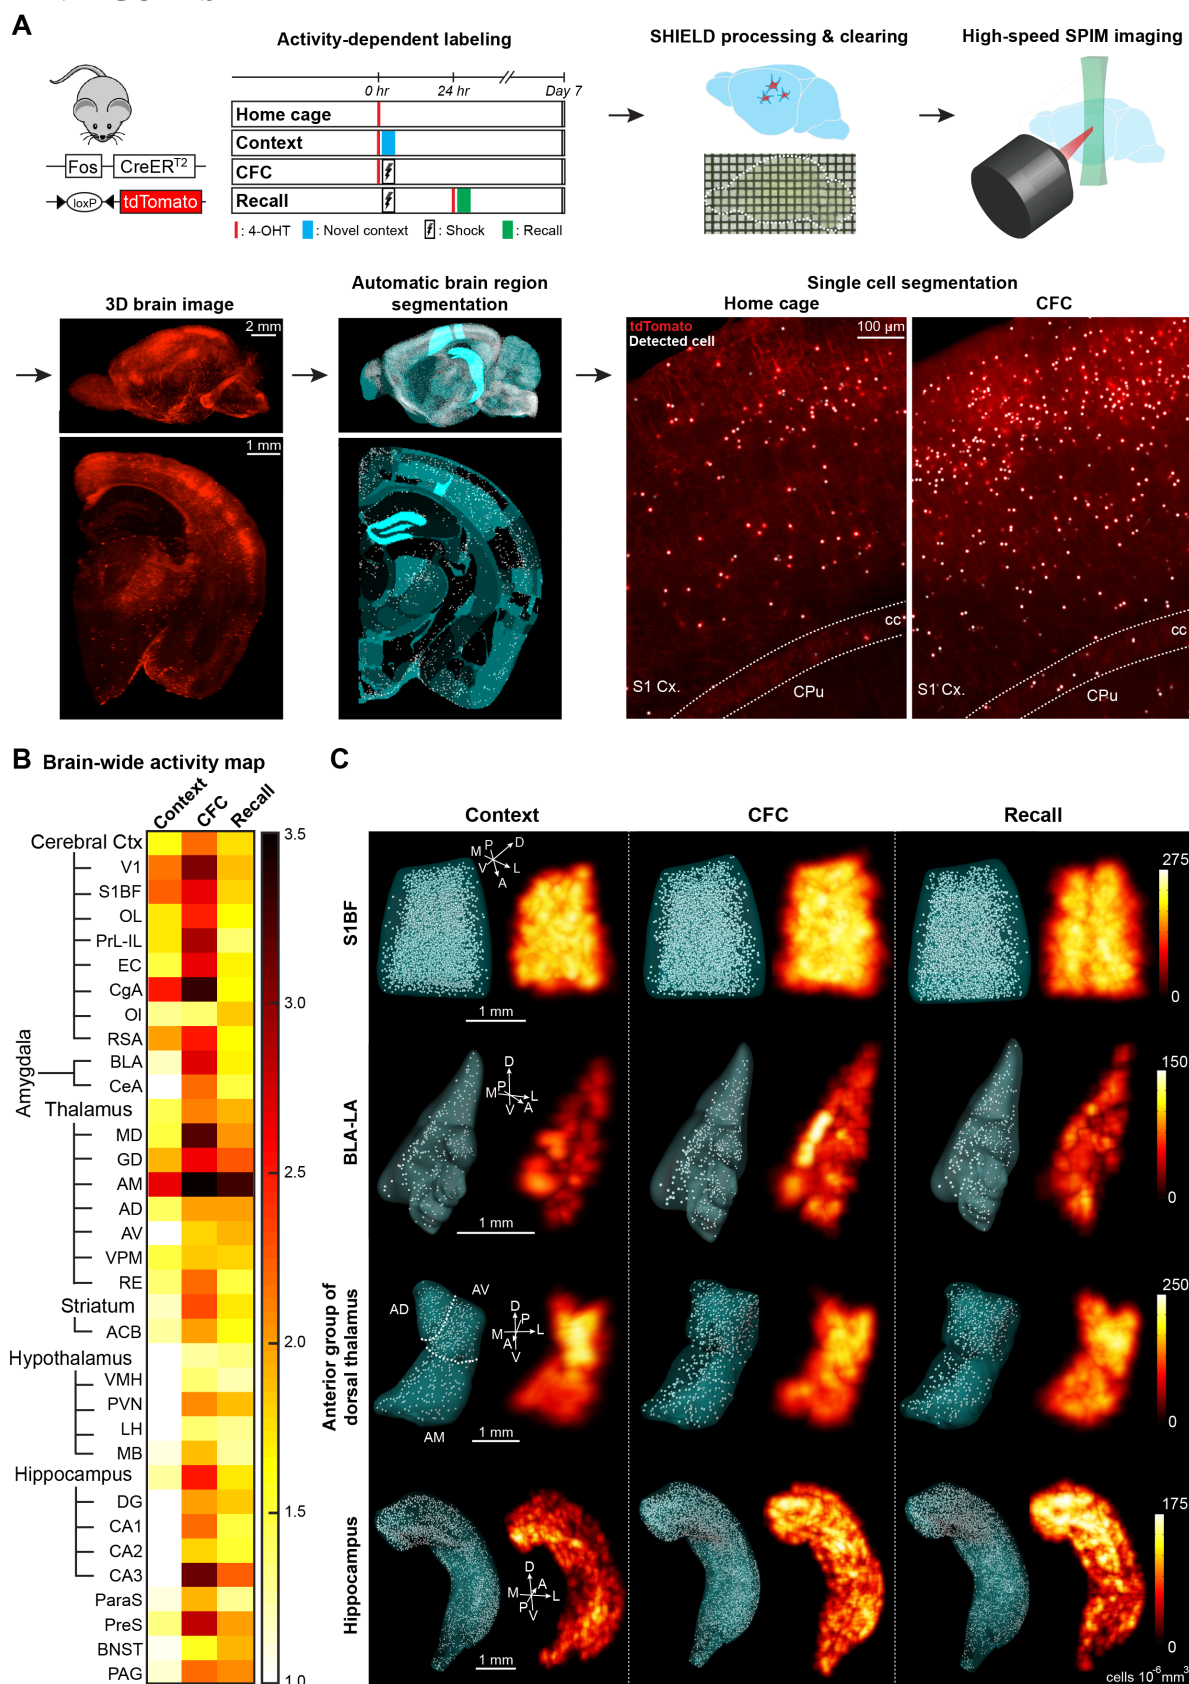 A
Activity-dependent labeling
SHIELD processing & clearing
High-speed SPIM imaging
0 hr
24 hr
Day 7
Home cage
Context
CFC
Recall
Fos
CreERT2
loxP
tdTomato
: 4-OHT
: Novel context
: Shock
: Recall
3D brain image
Automatic brain region
segmentation
Single cell segmentation
Home cage
CFC
2 mm
1 mm
tdTomato
Detected cell
100 µm
cc
S1 Cx.
CPu
cc
S1 Cx.
CPu
B
Brain-wide activity map
Context
CFC
Recall
Cerebral Ctx
V1
S1BF
OL
PrL-IL
EC
CgA
OI
RSA
Amygdala
BLA
CeA
Thalamus
MD
GD
AM
AD
AV
VPM
RE
Striatum
ACB
Hypothalamus
VMH
PVN
LH
MB
Hippocampus
DG
CA1
CA2
CA3
ParaS
PreS
BNST
PAG
3.5
3.0
2.5
2.0
1.5
1.0
C
Context
CFC
Recall
S1BF
M P D
V L
A
1 mm
275
0
BLA-LA
D
M P L
V A
1 mm
150
0
Anterior group of
dorsal thalamus
AD
AV
AM
D
P
M L
A
V
1 mm
250
0
Hippocampus
D
A
M L
P
V
1 mm
175
0
cells 10-6mm3